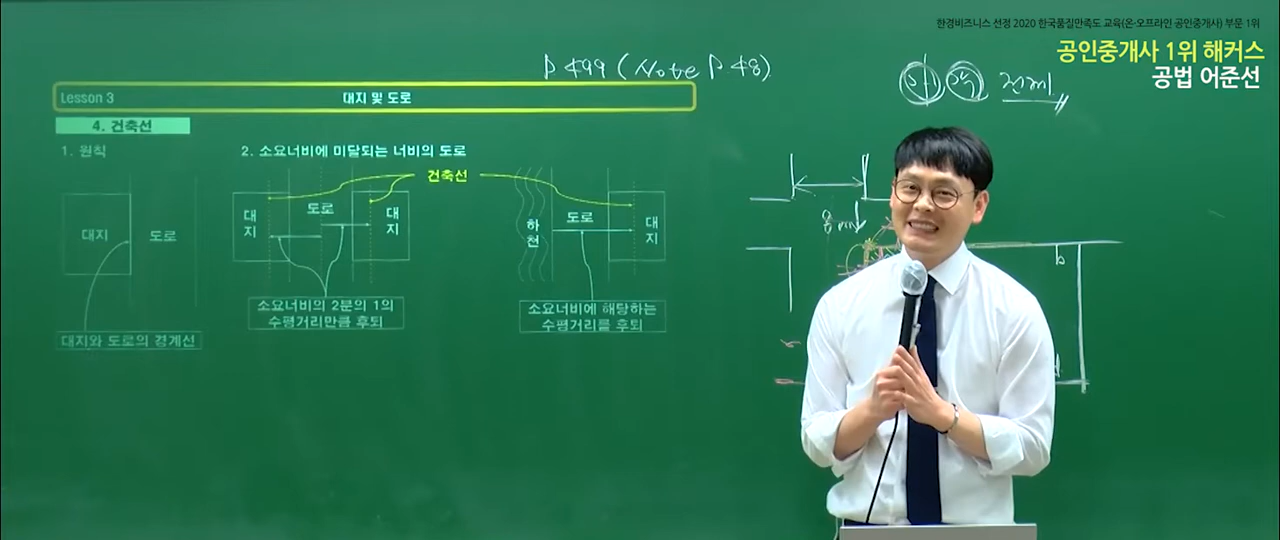 한경비즈니스 선정 2020 한국품질만족도 교육(온·오프라인 공인중개사) 부문 1위
공인중개사 1위 해커스
공법 어준선
P 499 (Note P 48)
Lesson 3
대지 및 도로
4. 건축선
1. 원칙
2. 소요너비에 미달되는 너비의 도로
건축선
대지
도로
대지
도로
대지
하천
도로
대지
소요너비의 2분의 1의
수평거리만큼 후퇴
소요너비에 해당하는
수평거리를 후퇴
대지와 도로의 경계선